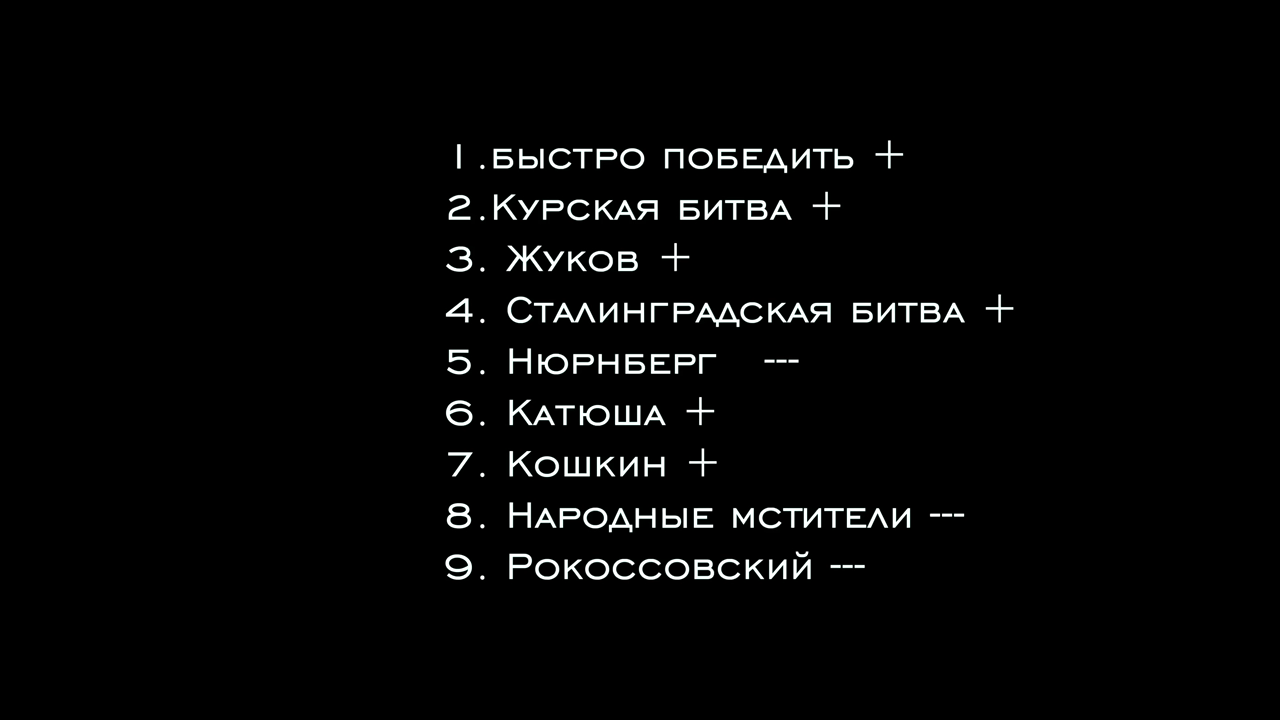 1.быстро победить +
2.Курская битва +
3. Жуков +
4. Сталинградская битва +
5. Нюрнберг ---
6. Катюша +
7. Кошкин +
8. Народные мстители ---
9. Рокоссовский ---